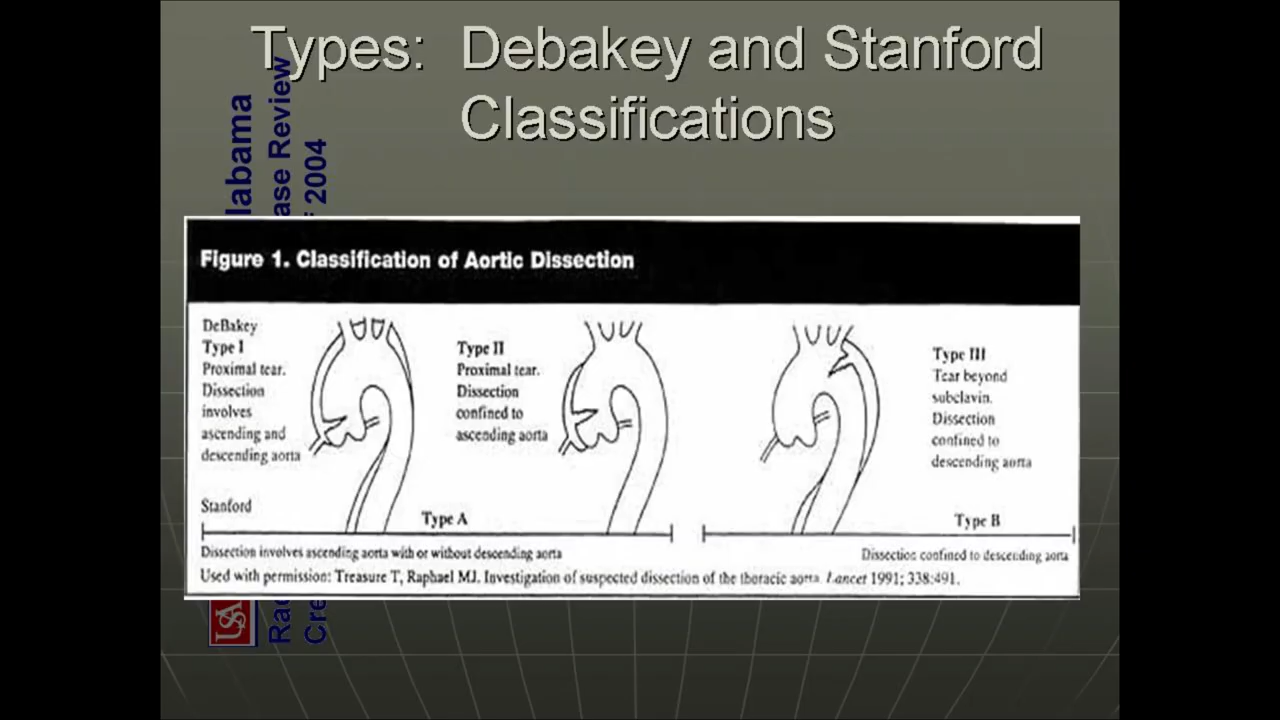 Types: Debakey and Stanford
Classifications
labama
ase Review
2004
Figure 1. Classification of Aortic Dissection
DeBakey
Type I
Proximal tear.
Dissection
involves
ascending and
descending aorta
Type II
Proximal tear.
Dissection
confined to
ascending aorta
Type III
Tear beyond
subclavin.
Dissection
confined to
descending aorta
Stanford
Type A
Type B
Dissection involves ascending aorta with or without descending aorta
Dissection confined to descending aorta
Used with permission: Treasure T, Raphael MJ. Investigation of suspected dissection of the thoracic aorta. Lancet 1991; 338:491.
USA
Ra
Cre